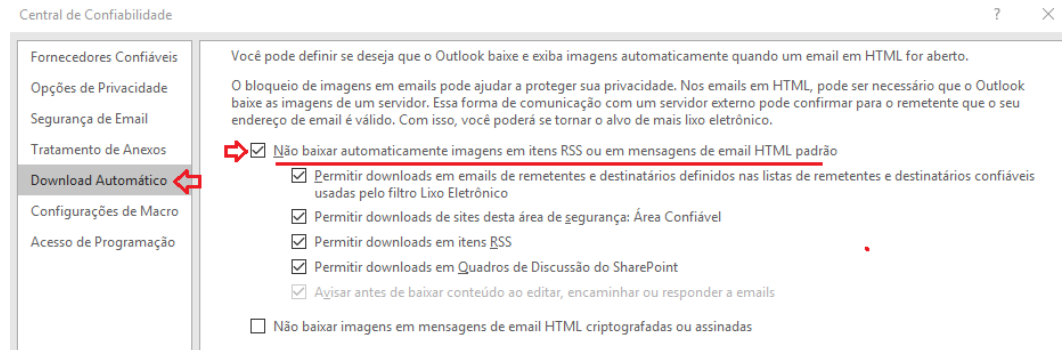 Central de Confiabilidade
Fornecedores Confiáveis
Opções de Privacidade
Segurança de Email
Tratamento de Anexos
Download Automático
Configurações de Macro
Acesso de Programação
Você pode definir se deseja que o Outlook baixe e exiba imagens automaticamente quando um email em HTML for aberto.
O bloqueio de imagens em emails pode ajudar a proteger sua privacidade. Nos emails em HTML, pode ser necessário que o Outlook
baixe as imagens de um servidor. Essa forma de comunicação com um servidor externo pode confirmar para o remetente que o seu
endereço de email é válido. Com isso, você poderá se tornar o alvo de mais lixo eletrônico.
Não baixar automaticamente imagens em itens RSS ou em mensagens de email HTML padrão
Permitir downloads em emails de remetentes e destinatários definidos nas listas de remetentes e destinatários confiáveis
usadas pelo filtro Lixo Eletrônico
Permitir downloads de sites desta área de segurança: Área Confiável
Permitir downloads em itens RSS
Permitir downloads em Quadros de Discussão do SharePoint
Avisar antes de baixar conteúdo ao editar, encaminhar ou responder a emails
Não baixar imagens em mensagens de email HTML criptografadas ou assinadas